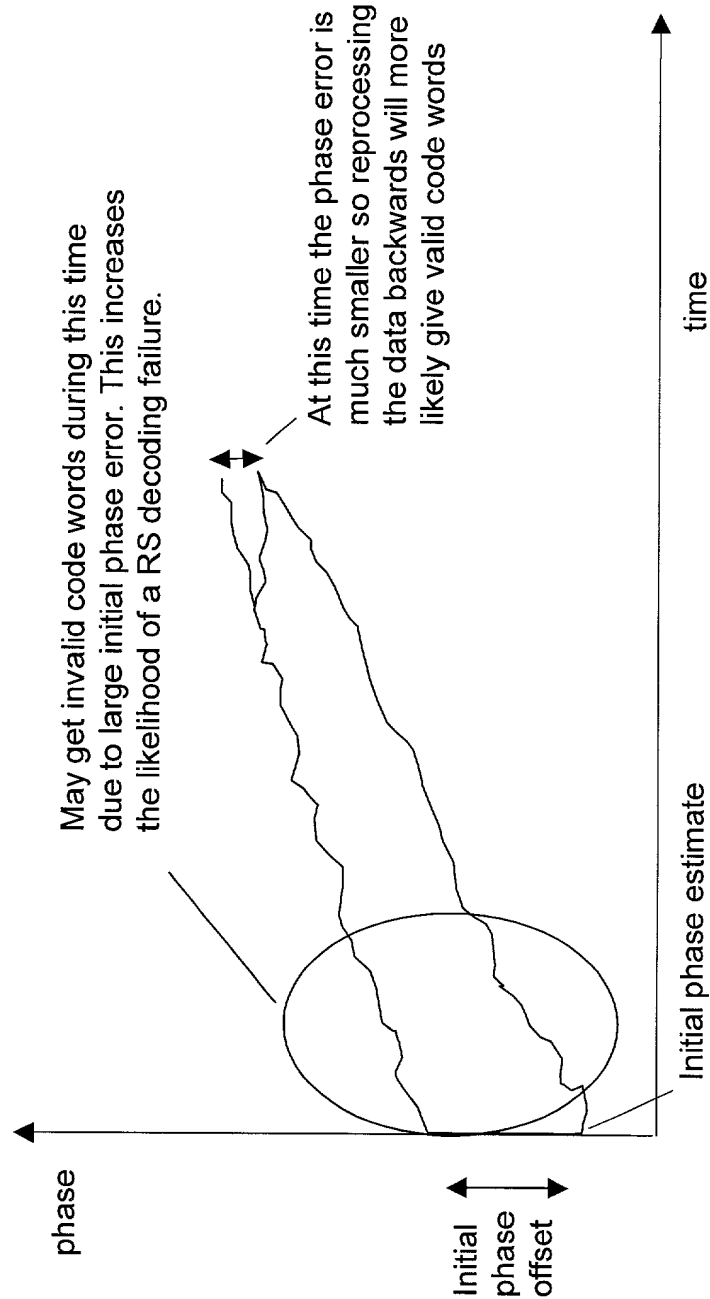 May get invalid code words during this time
due to large initial phase error. This increases
the likelihood of a RS decoding failure.
At this time the phase error is
much smaller so reprocessing
the data backwards will more
likely give valid code words
phase
Initial
phase
offset
Initial phase estimate
time